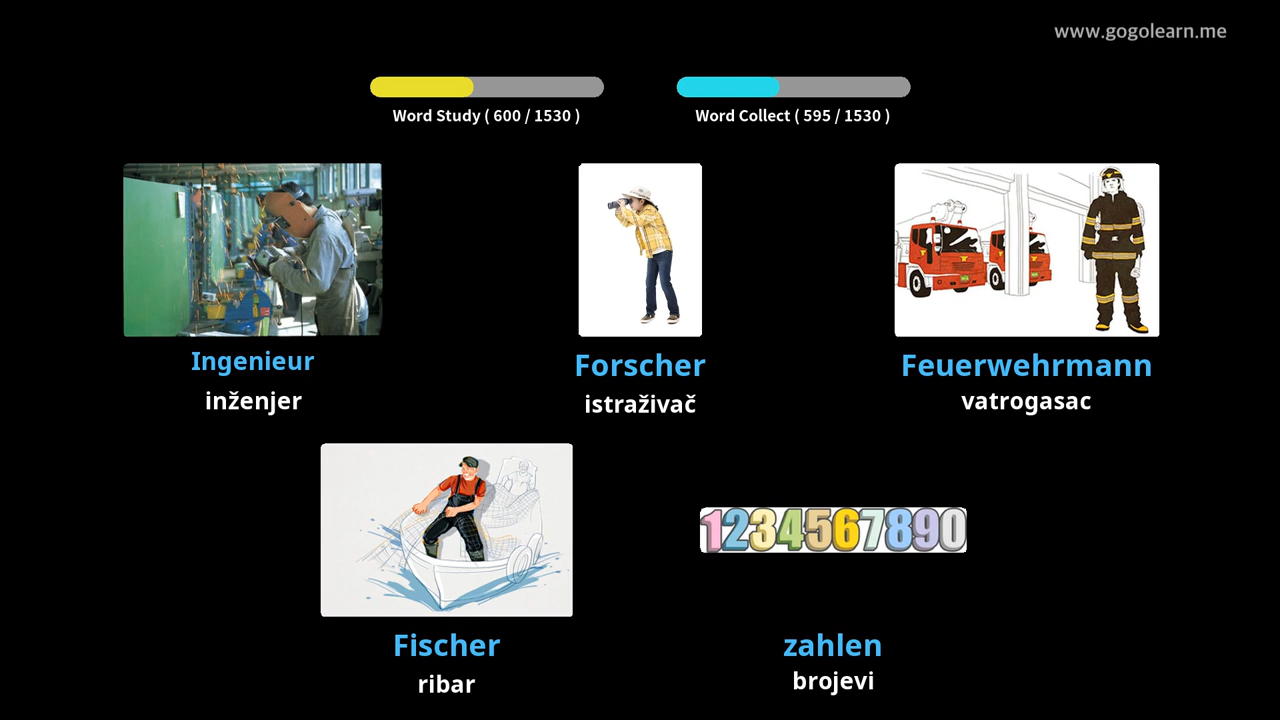 www.gogolearn.me
Word Study ( 600 / 1530 )
Word Collect ( 595 / 1530 )
Ingenieur
inženjer
Forscher
istraživač
Feuerwehrmann
vatrogasac
Fischer
ribar
1234567890
zahlen
brojevi